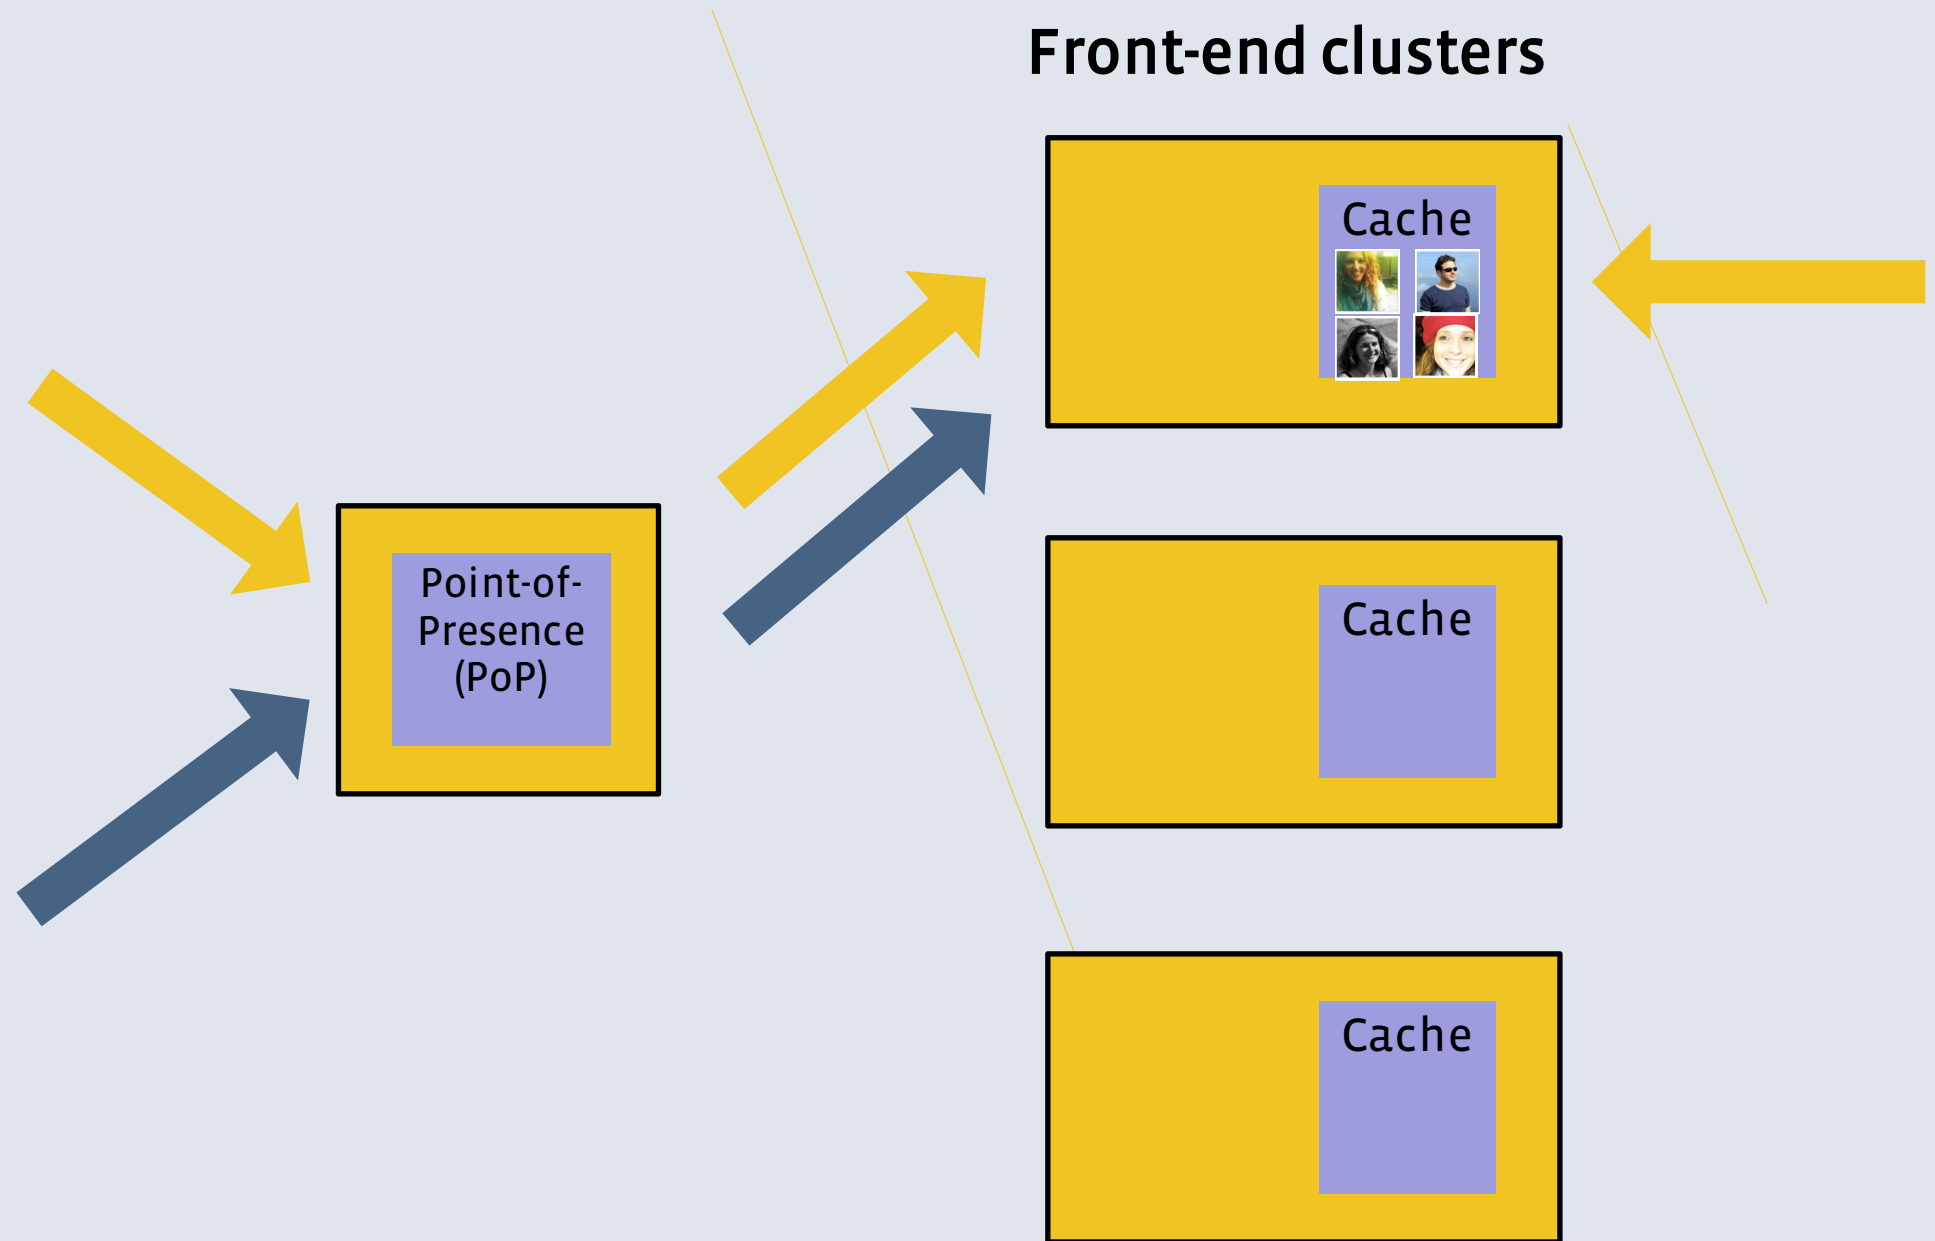 Front-end clusters
Cache
Point-of-
Presence
(PoP)
Cache
Cache